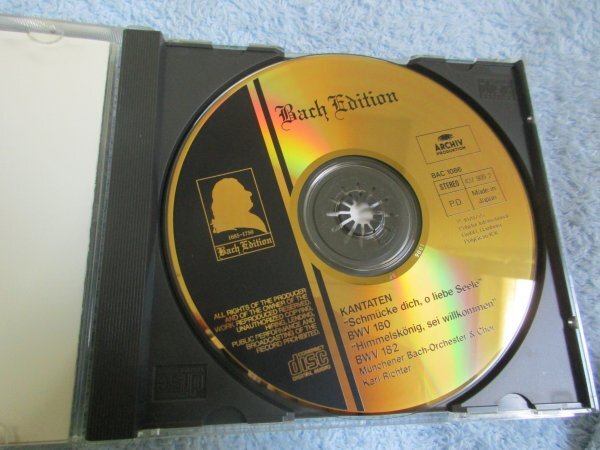 Bach Edition
ARCHIV
PRODUKTION
BAC 1086
STEREO
P.D.
Made in
Japan
1685-1750
Bach Edition
ALL RIGHTS OF THE PRODUCER
AND OF THE OWNER OF THE
WORK REPRODUCED RESERVED.
UNAUTHORIZED COPYING,
HIRING, LENDING,
PUBLIC PERFORMANCE AND
BROADCASTING OF THIS
RECORD PROHIBITED.
COMPACT
disc
DIGITAL AUDIO
KANTATEN
"Schmücke dich, o liebe Seele"
BWV 180
"Himmelskönig, sei willkommen"
BWV 182
Münchener Bach-Orchester & Chor
Karl Richter